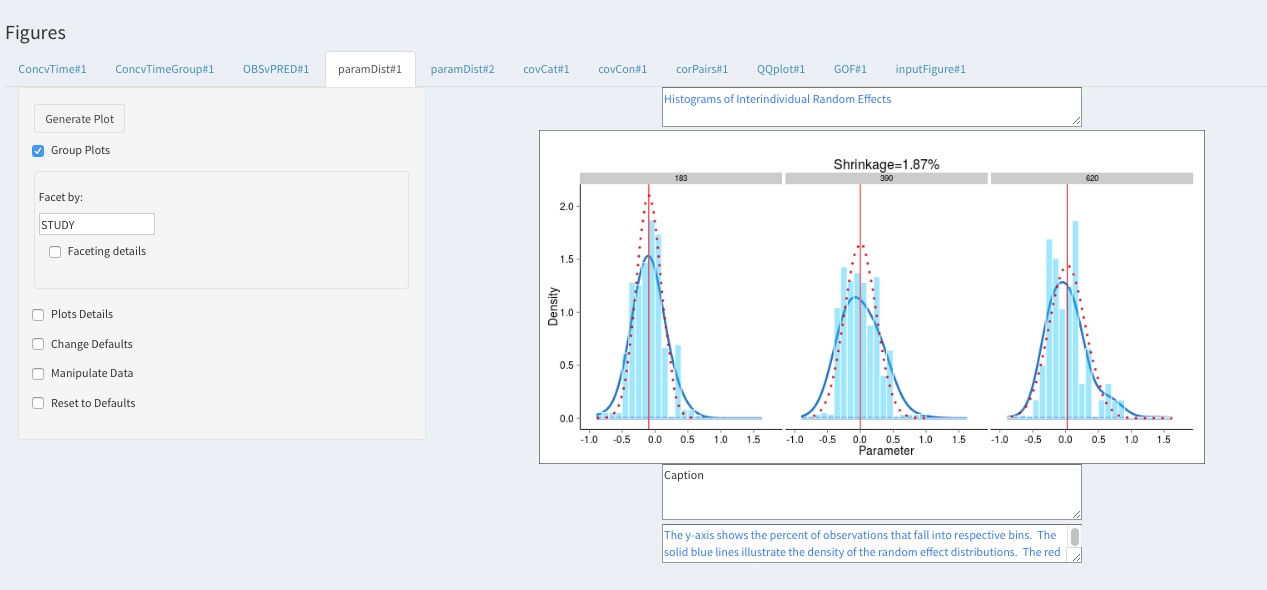 Figures
ConcvTime#1 ConcvTimeGroup#1 OBSvPRED#1 paramDist#1 paramDist#2 covCat#1 covCon#1 corPairs#1 QQplot#1 GOF#1 inputFigure#1
Generate Plot
Group Plots
Facet by:
STUDY
Faceting details
Plots Details
Change Defaults
Manipulate Data
Reset to Defaults
Histograms of Interindividual Random Effects
Shrinkage=1.87%
183 390 620
Density
2.0
1.5
1.0
0.5
0.0
-1.0 -0.5 0.0 0.5 1.0 1.5 -1.0 -0.5 0.0 0.5 1.0 1.5 -1.0 -0.5 0.0 0.5 1.0 1.5
Parameter
Caption
The y-axis shows the percent of observations that fall into respective bins. The
solid blue lines illustrate the density of the random effect distributions. The red